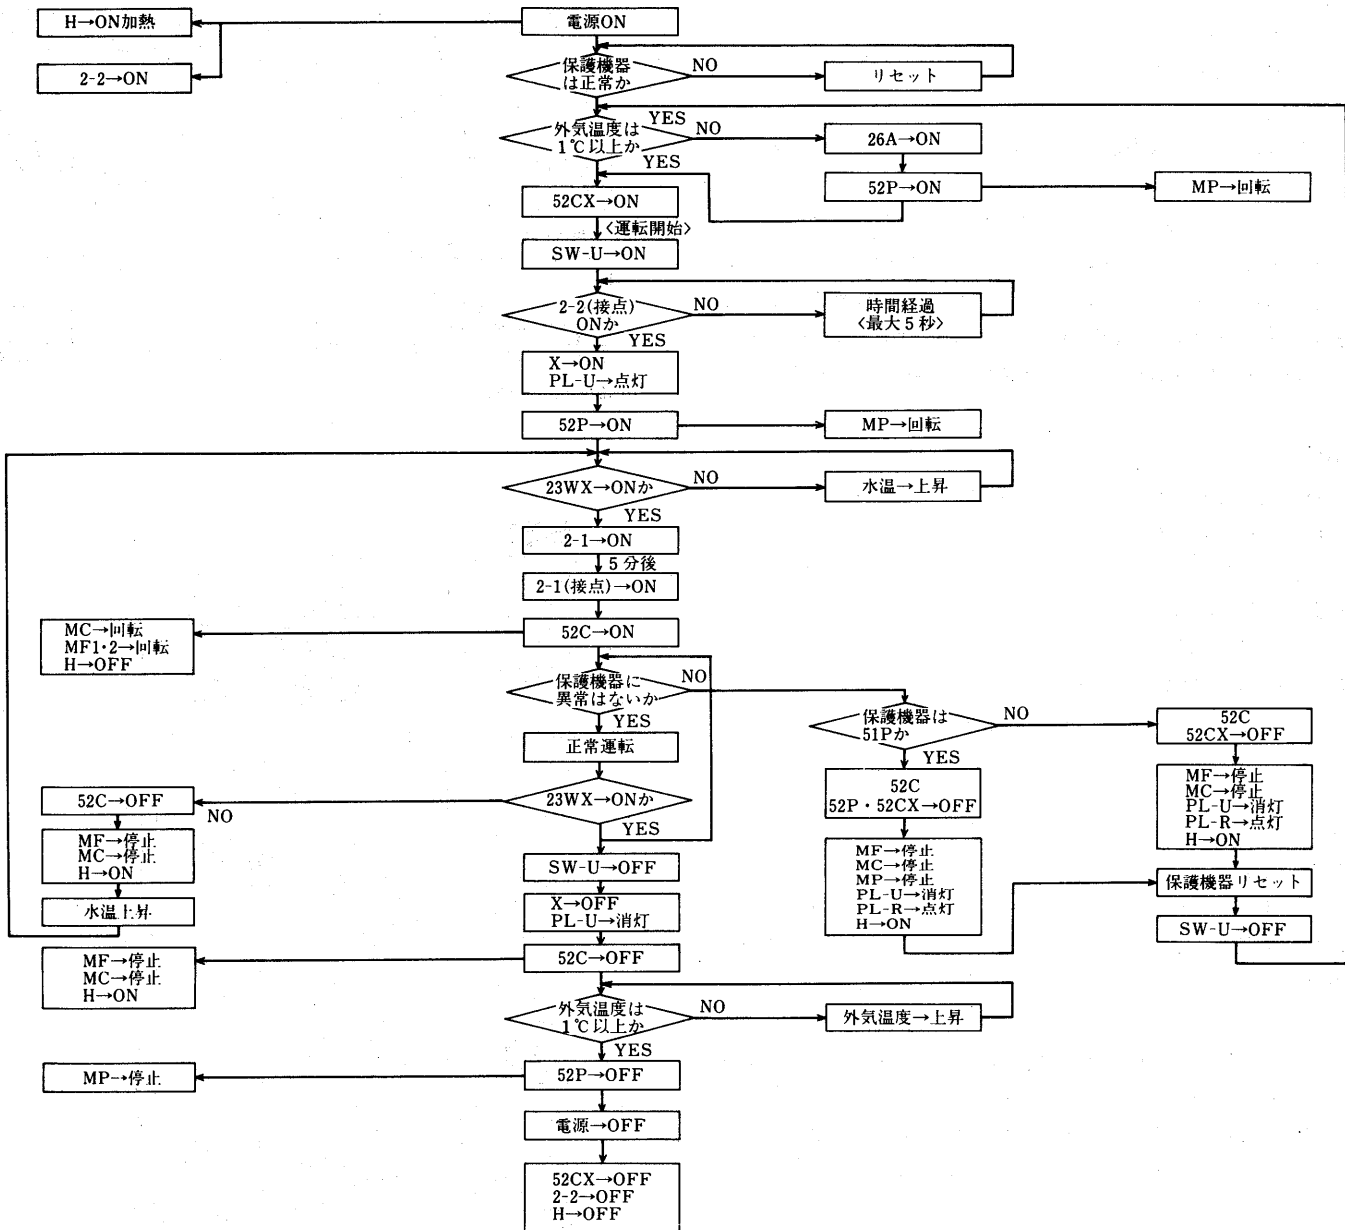 H→ON加熱
電源ON
2-2→ON
保護機器
は正常か
NO
リセット
YES
外気温度は
1℃以上か
NO
26A→ON
YES
52P→ON
MP→回転
52CX→ON
〈運転開始〉
SW-U→ON
2-2(接点)
ONか
NO
時間経過
〈最大5秒〉
YES
X→ON
PL-U→点灯
52P→ON
MP→回転
23WX→ONか
NO
水温→上昇
YES
2-1→ON
5分後
2-1(接点)→ON
52C→ON
MC→回転
MF1・2→回転
H→OFF
保護機器に
異常はないか
NO
YES
保護機器は
51Pか
NO
52C
52CX→OFF
正常運転
YES
52C
52P・52CX→OFF
MF→停止
MC→停止
PL-U→消灯
PL-R→点灯
H→ON
23WX→ONか
NO
52C→OFF
YES
MF→停止
MC→停止
H→ON
SW-U→OFF
MF→停止
MC→停止
MP→停止
PL-U→消灯
PL-R→点灯
H→ON
保護機器リセット
水温上昇
X→OFF
PL-U→消灯
SW-U→OFF
52C→OFF
MF→停止
MC→停止
H→ON
外気温度は
1℃以上か
NO
外気温度→上昇
YES
52P→OFF
MP→停止
電源→OFF
52CX→OFF
2-2→OFF
H→OFF